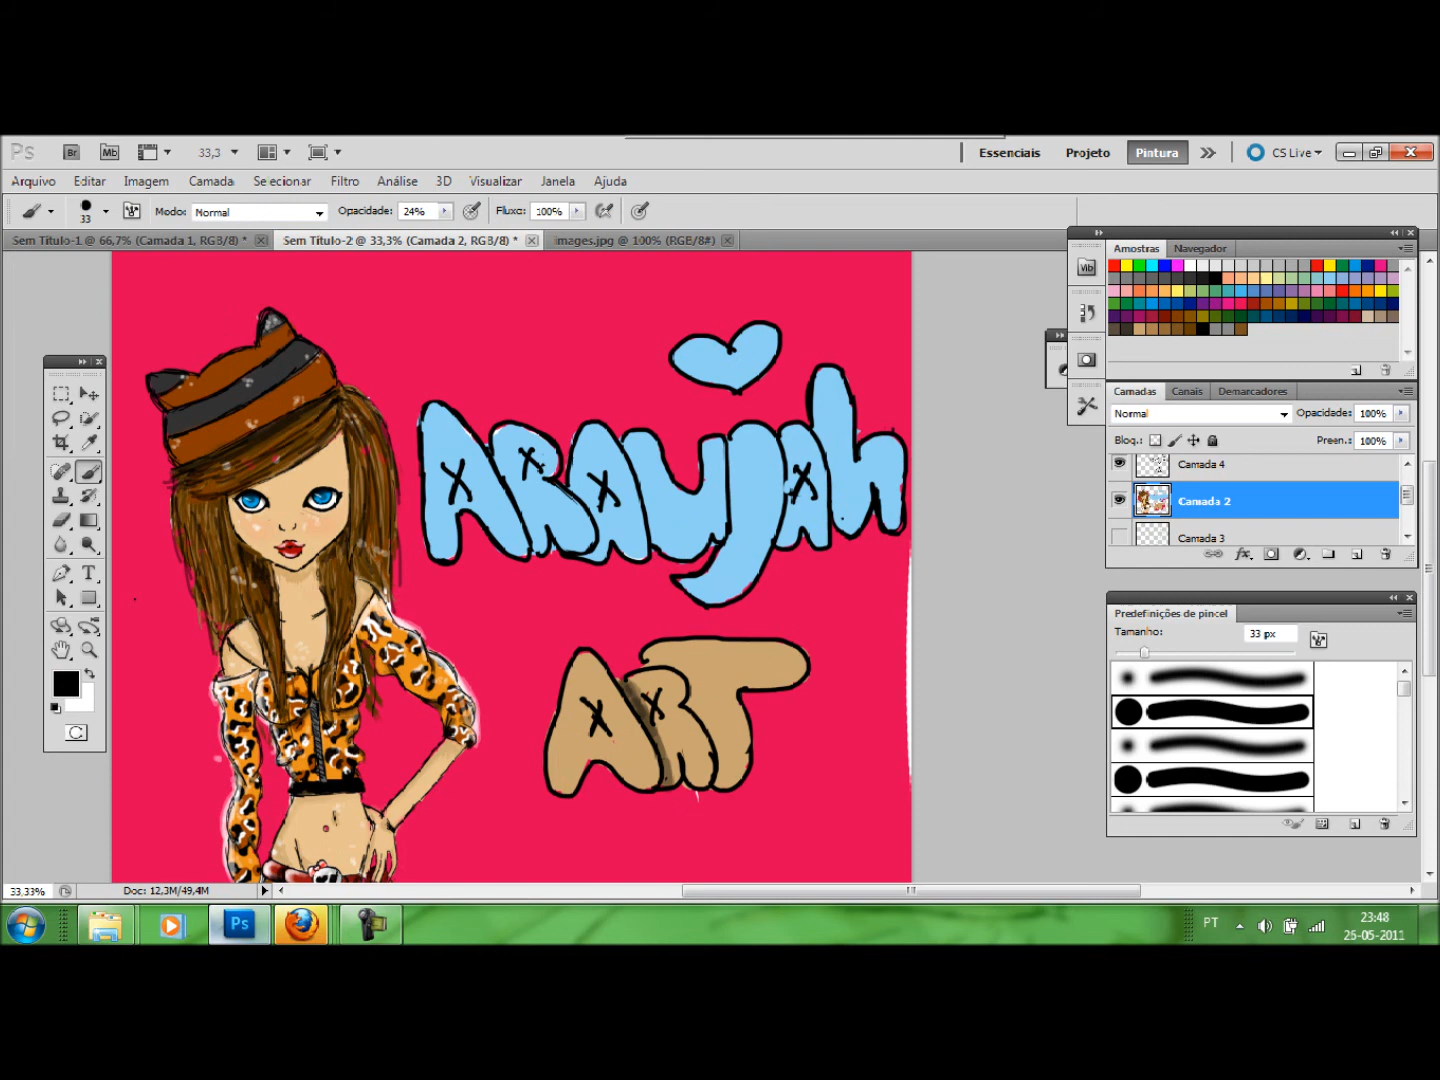 Ps Br Mb 33,3 Essenciais Projeto Pintura CS Live
Arquivo Editar Imagem Camada Selecionar Filtro Análise 3D Visualizar Janela Ajuda
33 Modo: Normal Opacidade: 24% Fluxo: 100%
Sem Título-1 @ 66,7% (Camada 1, RGB/8) * Sem Título-2 @ 33,3% (Camada 2, RGB/8) * images.jpg @ 100% (RGB/8#)
Amostras Navegador
Mb
ARAUJAH
ART
Camadas Canais Demarcadores
Normal Opacidade: 100%
Bloq.: Preen.: 100%
Camada 4
Camada 2
Camada 3
T
Predefinições de pincel
Tamanho: 33 px
33,33% Doc: 12,3M/49,4M
Ps PT 23:48
25-05-2011